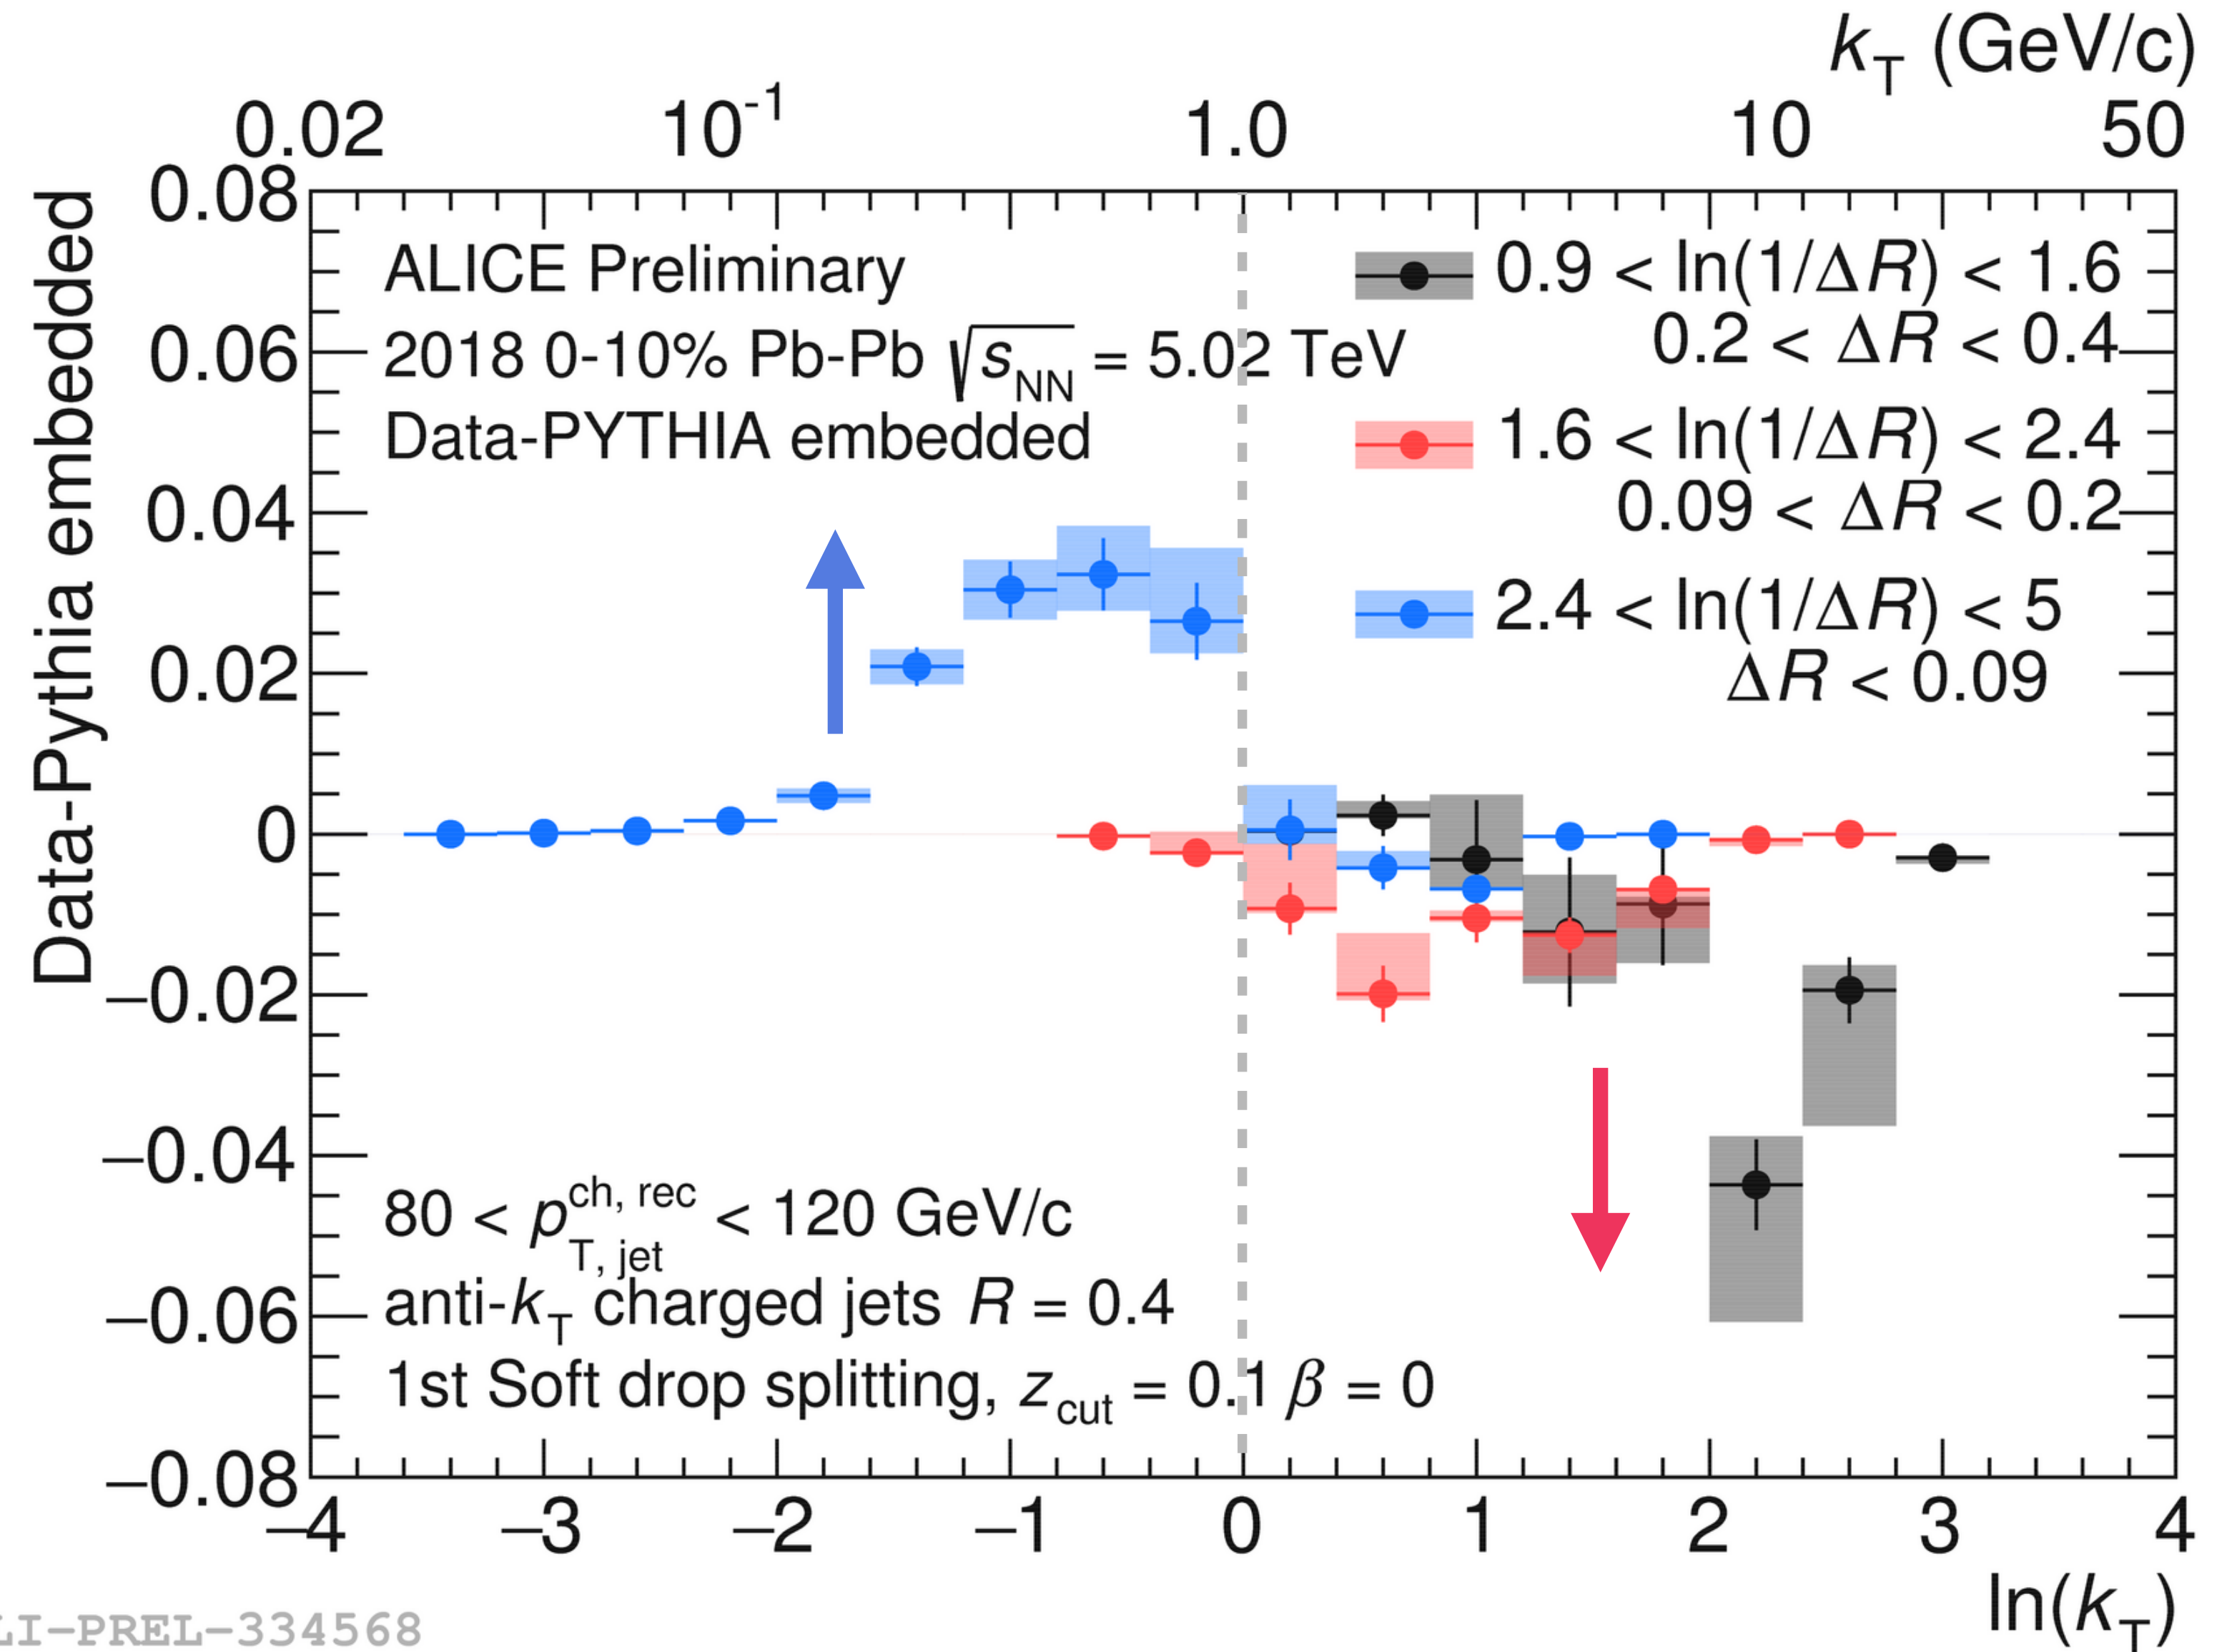 k_T (GeV/c)
0.02 10^-1 1.0 10 50
Data-Pythia embedded
0.08
0.06
0.04
0.02
0
−0.02
−0.04
−0.06
−0.08
ALICE Preliminary
2018 0-10% Pb-Pb √s_NN = 5.02 TeV
Data-PYTHIA embedded
0.9 < ln(1/ΔR) < 1.6
0.2 < ΔR < 0.4
1.6 < ln(1/ΔR) < 2.4
0.09 < ΔR < 0.2
2.4 < ln(1/ΔR) < 5
ΔR < 0.09
80 < p_T, jet^ch, rec < 120 GeV/c
anti-k_T charged jets R = 0.4
1st Soft drop splitting, z_cut = 0.1 β = 0
−4 −3 −2 −1 0 1 2 3 4
ln(k_T)
LI-PREL-334568